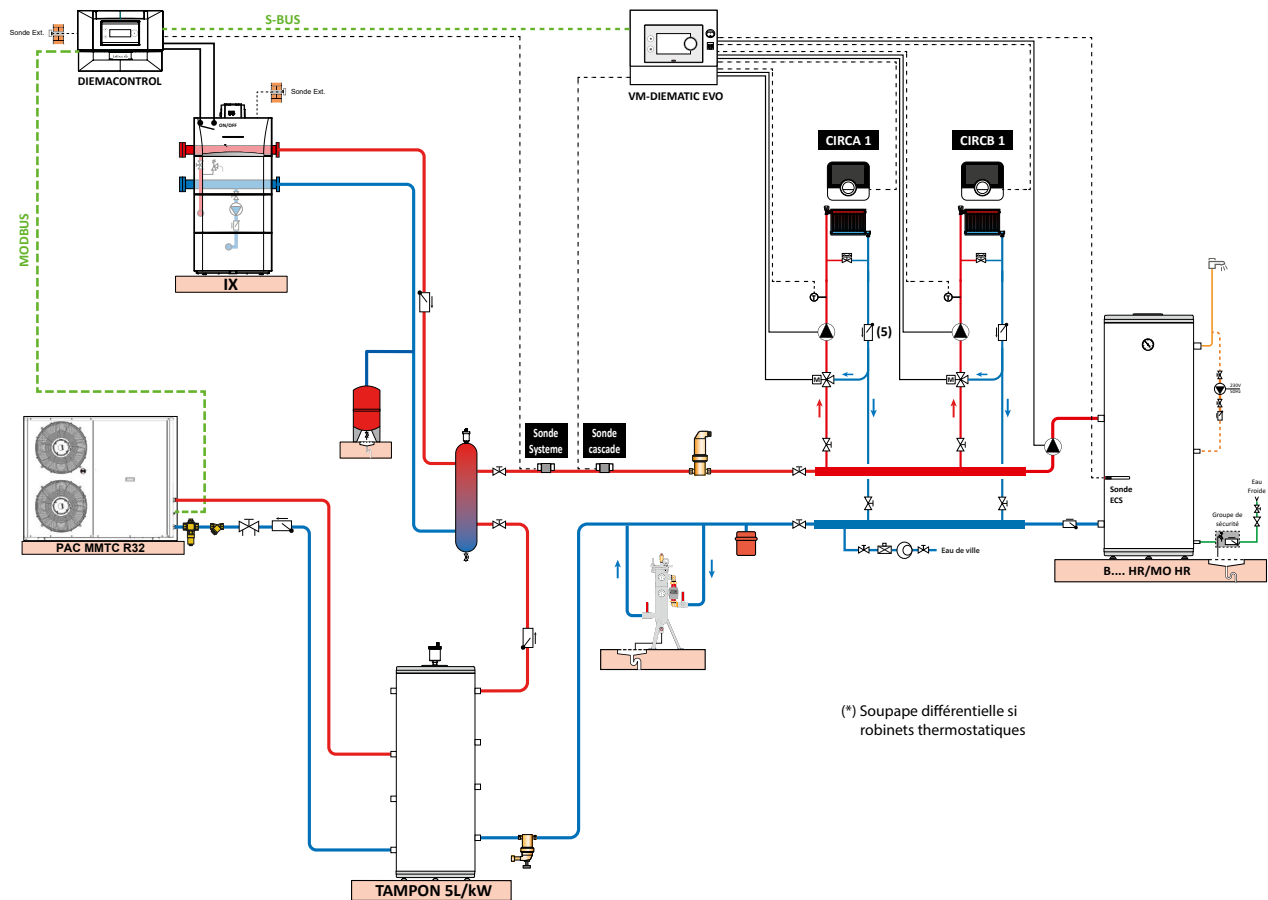 S-BUS
Sonde Ext.
DIEMACONTROL
VM-DIEMATIC EVO
Sonde Ext.
ON/OFF
CIRCA 1
CIRCB 1
MODBUS
IX
T
T
(5)
M
M
230V
50Hz
Sonde
Systeme
Sonde
cascade
Sonde
ECS
Eau
Froide
Groupe de
sécurité
PAC MMTC R32
Eau de ville
B.... HR/MO HR
(*) Soupape différentielle si
robinets thermostatiques
TAMPON 5L/kW